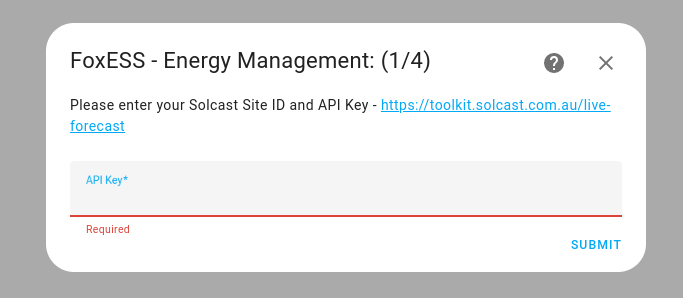 FoxESS - Energy Management: (1/4)
Please enter your Solcast Site ID and API Key - https://toolkit.solcast.com.au/live-
forecast
API Key*
Required
SUBMIT